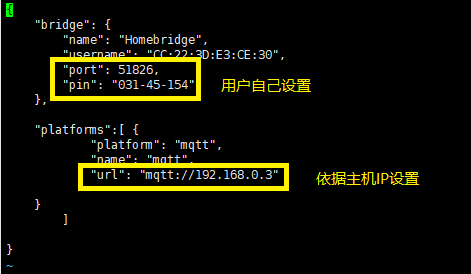 {
"bridge": {
"name": "Homebridge",
"username": "CC:22:3D:E3:CE:30",
"port": 51826,
"pin": "031-45-154"
用户自己设置
},
"platforms":[ {
"platform": "mqtt",
"name": "mqtt",
"url": "mqtt://192.168.0.3"
依据主机IP设置
}
]
}
~